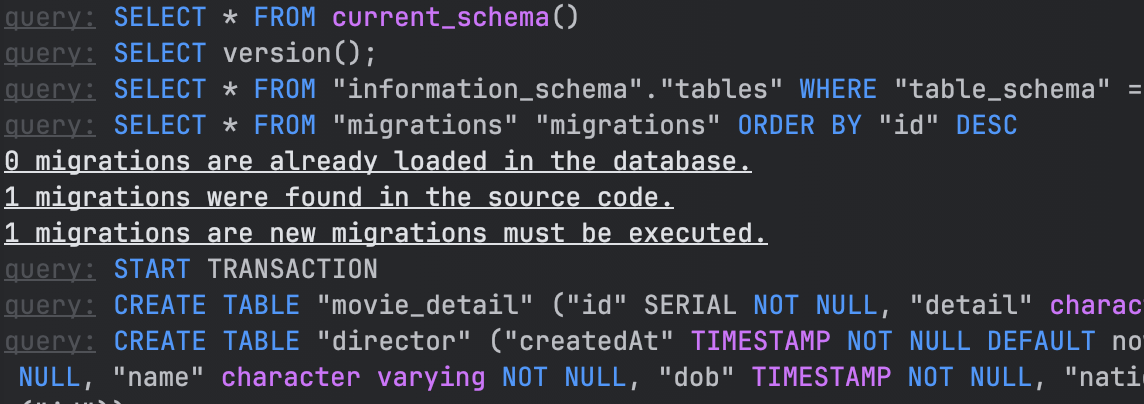 query: SELECT * FROM current_schema()
query: SELECT version();
query: SELECT * FROM "information_schema"."tables" WHERE "table_schema" =
query: SELECT * FROM "migrations" "migrations" ORDER BY "id" DESC
0 migrations are already loaded in the database.
1 migrations were found in the source code.
1 migrations are new migrations must be executed.
query: START TRANSACTION
query: CREATE TABLE "movie_detail" ("id" SERIAL NOT NULL, "detail" charac
query: CREATE TABLE "director" ("createdAt" TIMESTAMP NOT NULL DEFAULT no
NULL, "name" character varying NOT NULL, "dob" TIMESTAMP NOT NULL, "nati